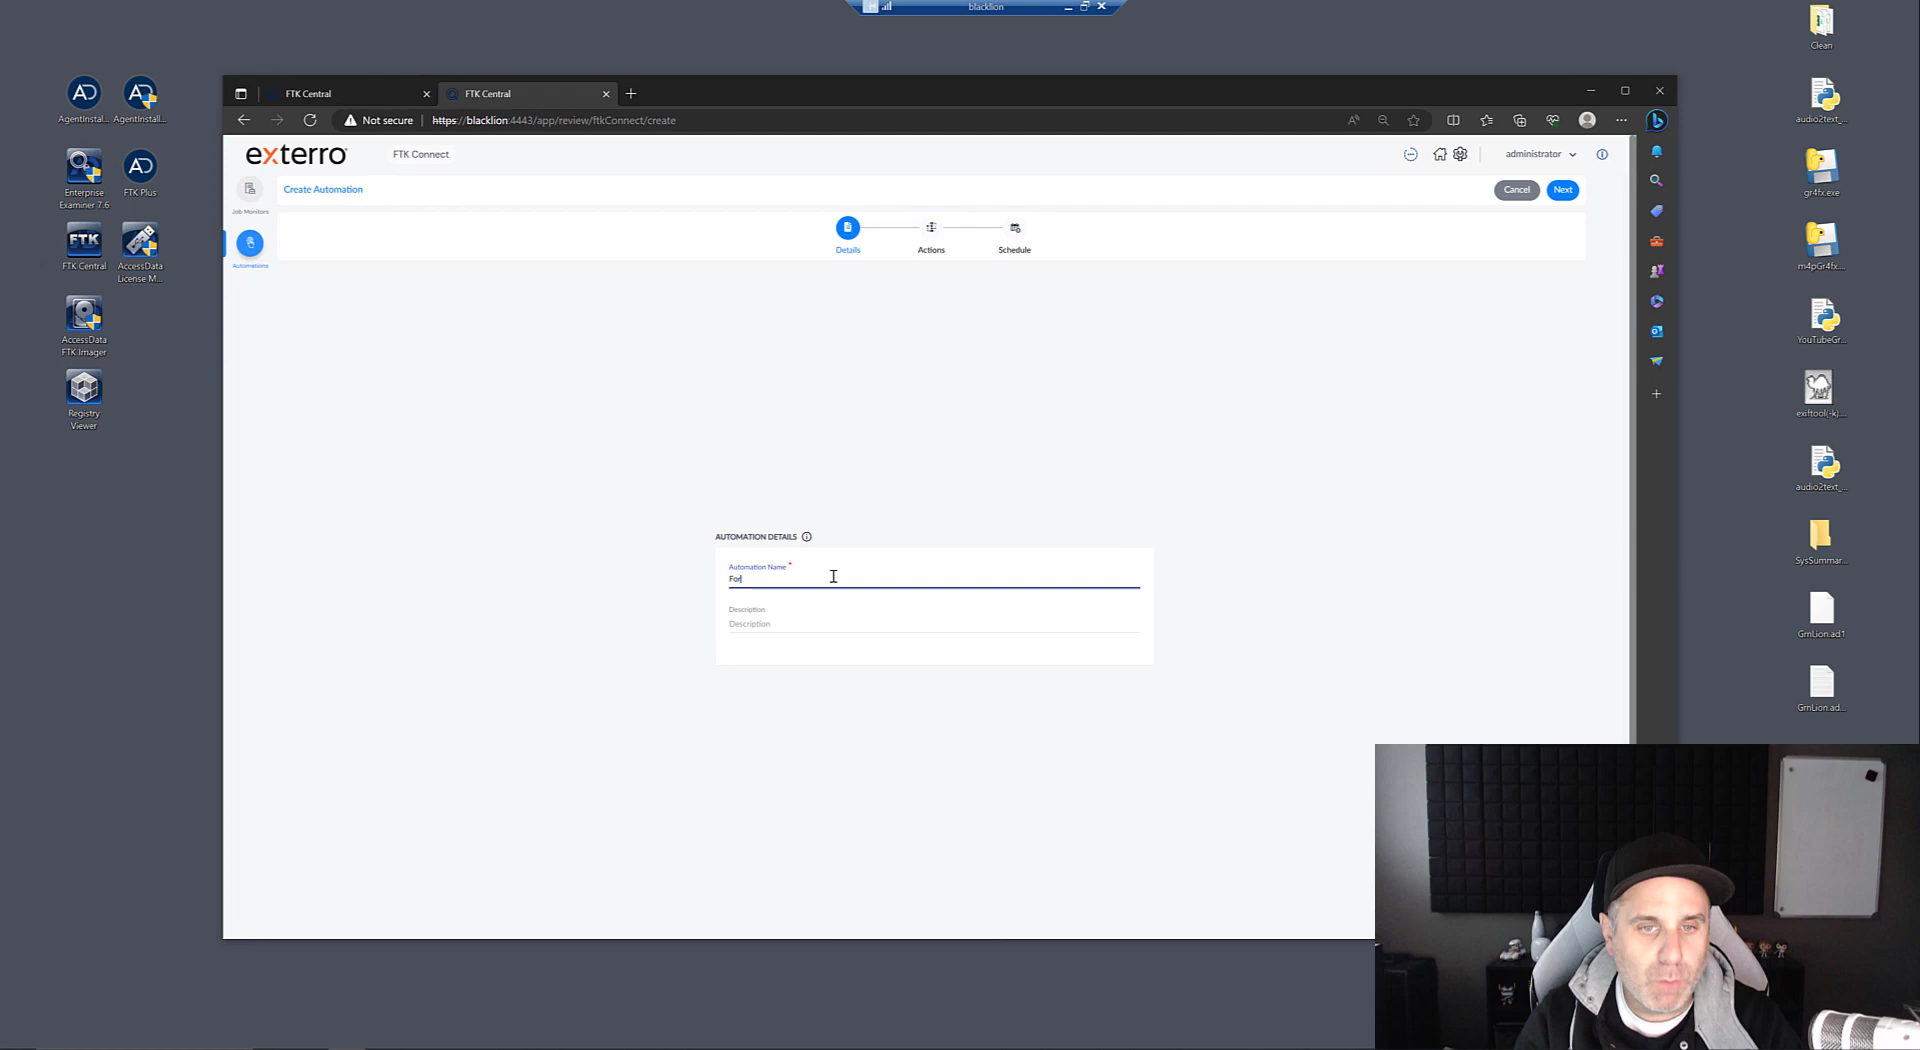 blacklion
Clean
AgentInstal...
AgentInstall...
Enterprise
Examiner 7.6
FTK Plus
FTK
FTK Central
AccessData
License M...
AccessData
FTK Imager
Registry
Viewer
FTK Central
FTK Central
Not secure
https://blacklion:4443/app/review/ftkConnect/create
exterro
FTK Connect
administrator
Job Monitors
Automations
Create Automation
Cancel
Next
Details
Actions
Schedule
AUTOMATION DETAILS
Automation Name *
For
Description
Description
audio2text_...
gr4fx.exe
m4pGr4fx....
YouTubeGr...
exiftool(-k)....
audio2text_...
SysSummar...
GrnLion.ad1
GrnLion.ad...